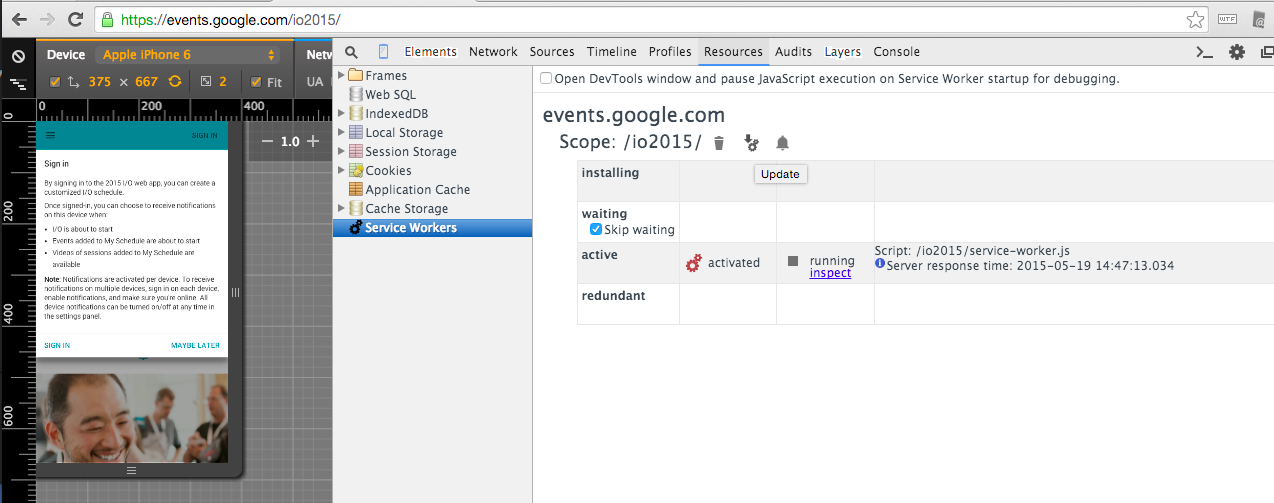 https://events.google.com/io2015/
WTF
Device Apple iPhone 6 Netw
375 × 667 2 Fit UA
0 200 400
0
200
400
600
− 1.0 +
SIGN IN
Sign in
By signing in to the 2015 I/O web app, you can create a
customized I/O schedule.
Once signed-in, you can choose to receive notifications
on this device when:
• I/O is about to start
• Events added to My Schedule are about to start
• Videos of sessions added to My Schedule are
available
Note: Notifications are activated per device. To receive
notifications on multiple devices, sign in on each device,
enable notifications, and make sure you're online. All
device notifications can be turned on/off at any time in
the settings panel.
SIGN IN MAYBE LATER
Elements Network Sources Timeline Profiles Resources Audits Layers Console
Frames
Web SQL
IndexedDB
Local Storage
Session Storage
Cookies
Application Cache
Cache Storage
Service Workers
Open DevTools window and pause JavaScript execution on Service Worker startup for debugging.
events.google.com
Scope: /io2015/
Update
installing
waiting
Skip waiting
active activated running Script: /io2015/service-worker.js
inspect Server response time: 2015-05-19 14:47:13.034
redundant